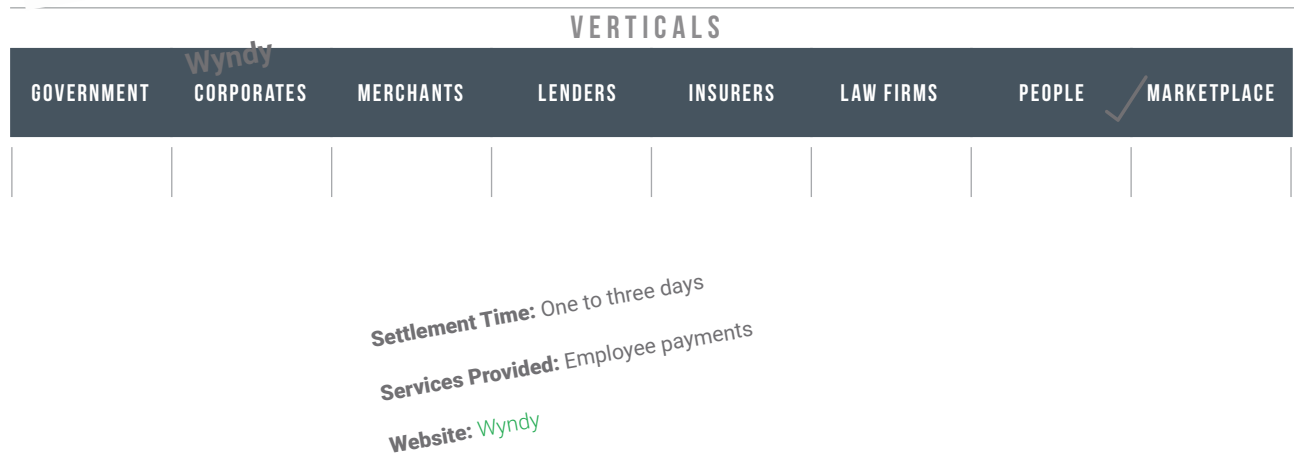 VERTICALS
Wyndy
GOVERNMENT CORPORATES MERCHANTS LENDERS INSURERS LAW FIRMS PEOPLE MARKETPLACE
Settlement Time: One to three days
Services Provided: Employee payments
Website: Wyndy